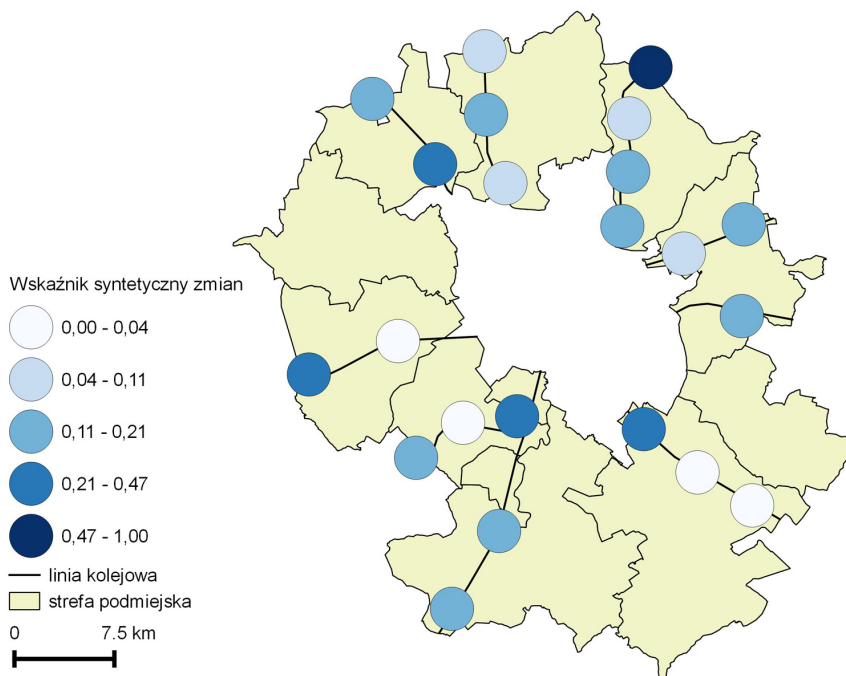 Wskaźnik syntetyczny zmian
0,00 - 0,04
0,04 - 0,11
0,11 - 0,21
0,21 - 0,47
0,47 - 1,00
linia kolejowa
strefa podmiejska
0 7.5 km